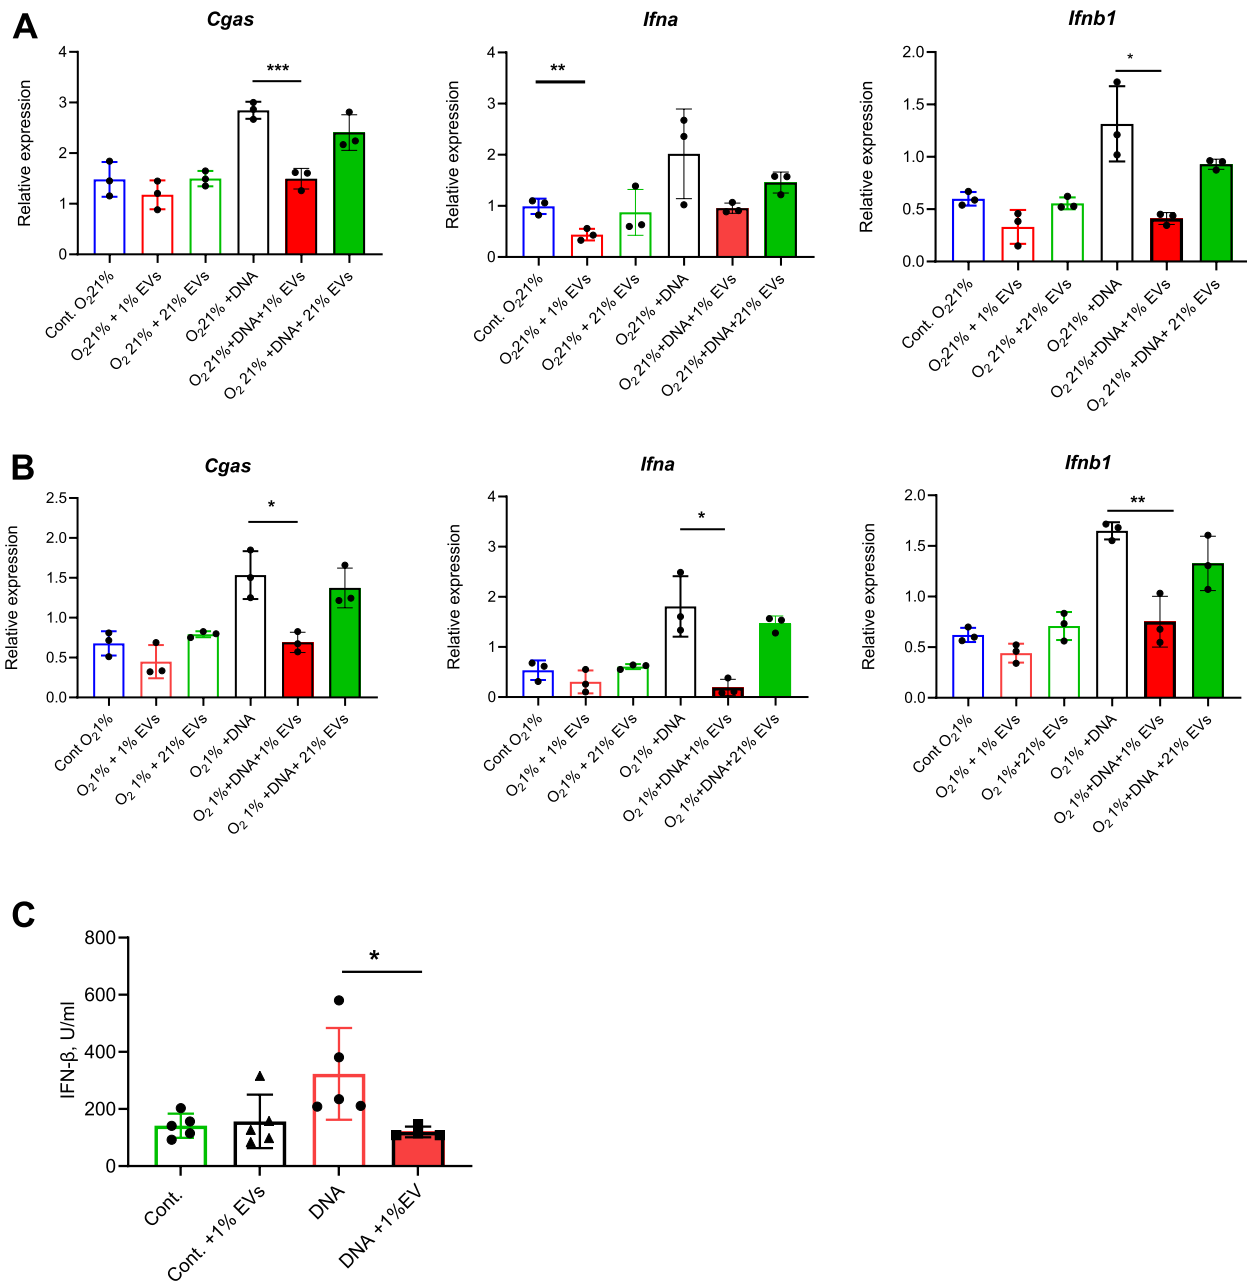 A
Cgas
Ifna
Ifnb1
Relative expression
4
3
2
1
0
***
Cont. O₂21%
O₂21% + 1% EVs
O₂ 21% + 21% EVs
O₂21% +DNA
O₂21%+DNA+1% EVs
O₂ 21% +DNA+ 21% EVs
Relative expression
4
3
2
1
0
**
Cont. O₂21%
O₂21% + 1% EVs
O₂21% + 21% EVs
O₂21% +DNA
O₂21%+DNA+1% EVs
O₂21%+DNA+21% EVs
Relative expression
2.0
1.5
1.0
0.5
0.0
*
Cont. O₂21%
O₂21% + 1% EVs
O₂ 21% +21% EVs
O₂21% +DNA
O₂ 21%+DNA+1% EVs
O₂ 21% +DNA+ 21% EVs
B
Cgas
Ifna
Ifnb1
Relative expression
2.5
2.0
1.5
1.0
0.5
0.0
*
Cont O₂1%
O₂1% + 1% EVs
O₂ 1% + 21% EVs
O₂1% +DNA
O₂ 1%+DNA+1% EVs
O₂ 1% +DNA+ 21% EVs
Relative expression
4
3
2
1
0
*
Cont O₂1%
O₂1% + 1% EVs
O₂1% + 21% EVs
O₂1% +DNA
O₂ 1%+DNA+1% EVs
O₂ 1%+DNA+21% EVs
Relative expression
2.0
1.5
1.0
0.5
0.0
**
Cont O₂1%
O₂1% + 1% EVs
O₂1%+21% EVs
O₂1% +DNA
O₂ 1%+DNA+1% EVs
O₂ 1%+DNA +21% EVs
C
IFN-β, U/ml
800
600
400
200
0
*
Cont.
Cont. +1% EVs
DNA
DNA +1%EV